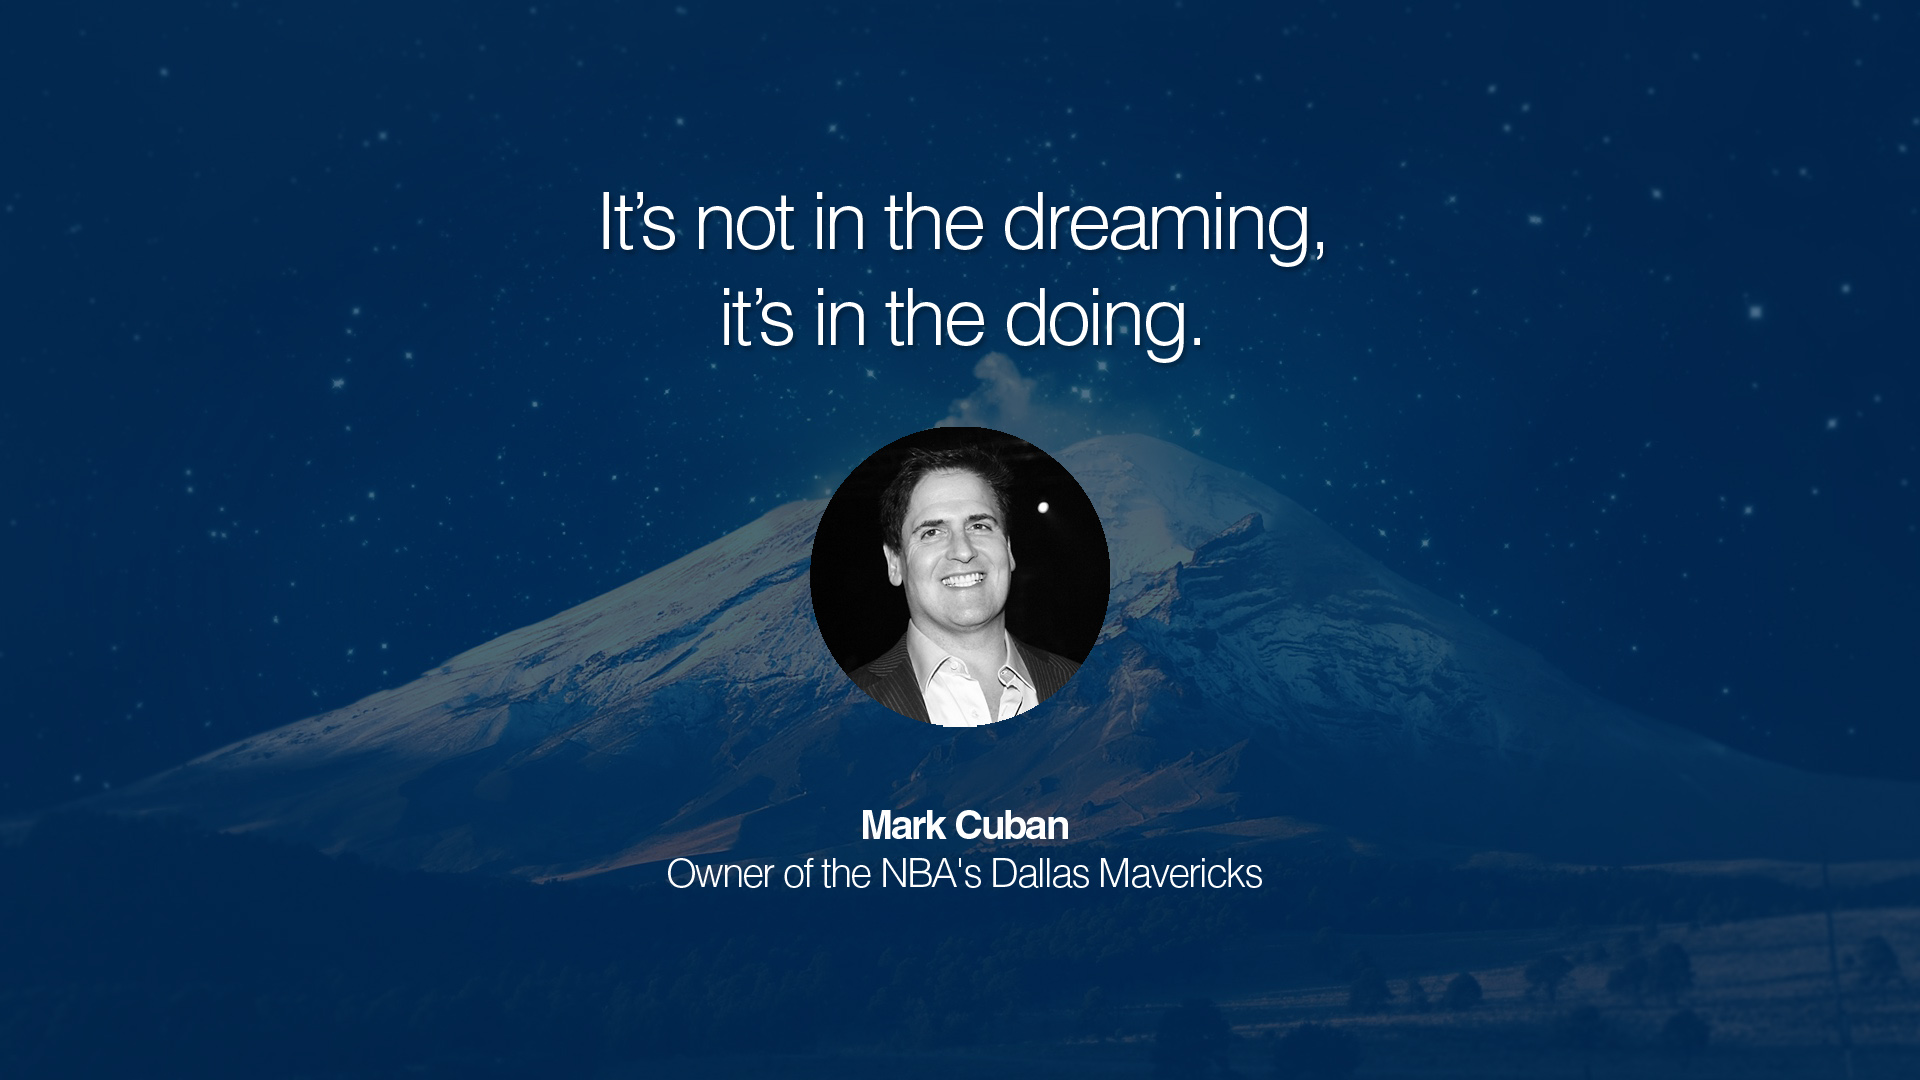 It’s not in the dreaming,
it’s in the doing.
Mark Cuban
Owner of the NBA's Dallas Mavericks